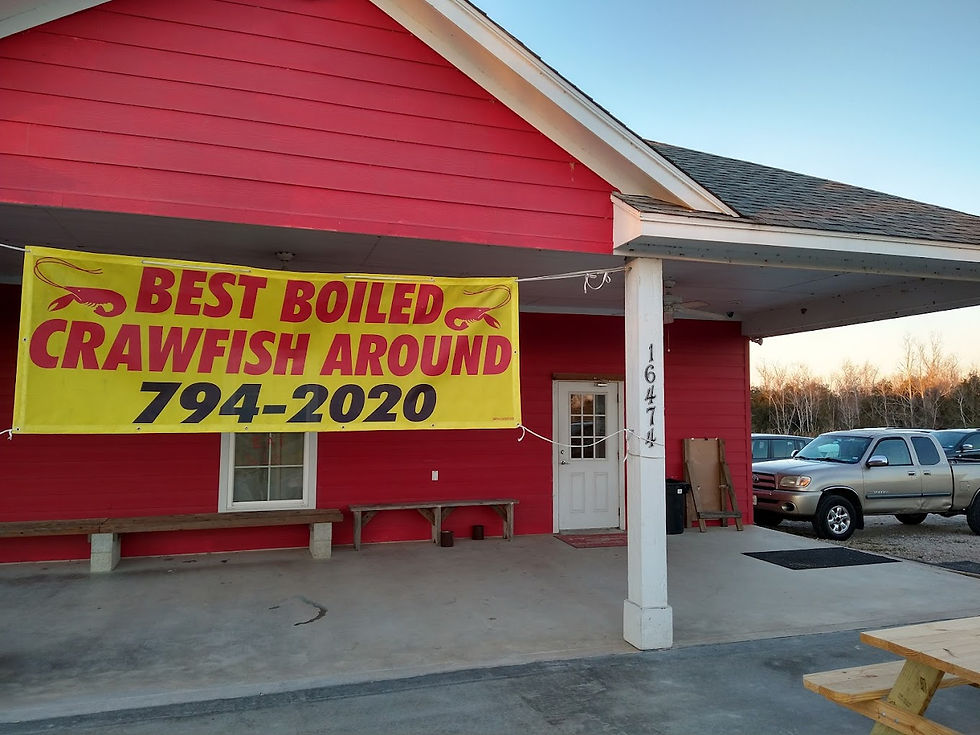 BEST BOILED
CRAWFISH AROUND
794-2020
16474